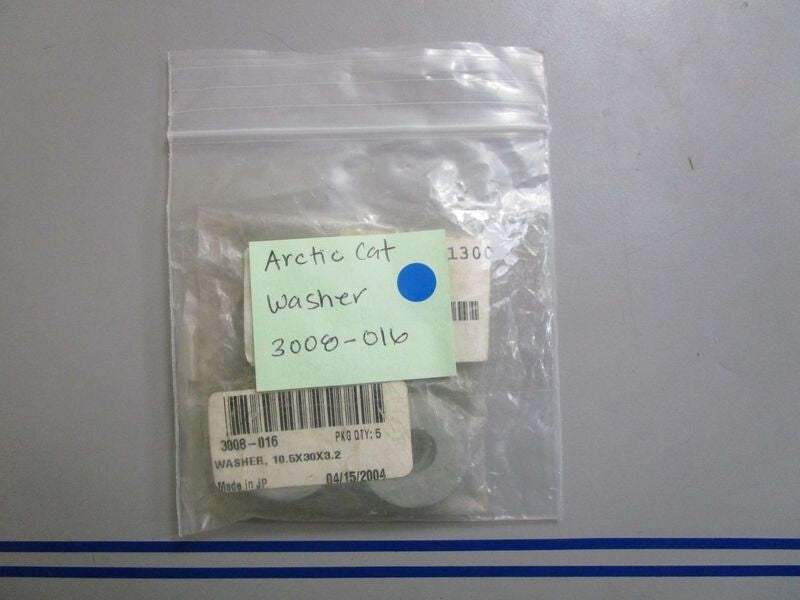 1300
Arctic Cat
Washer
3008-016
3008-016 PKG QTY: 5
WASHER, 10.5X30X3.2
Made in JP 04/15/2004